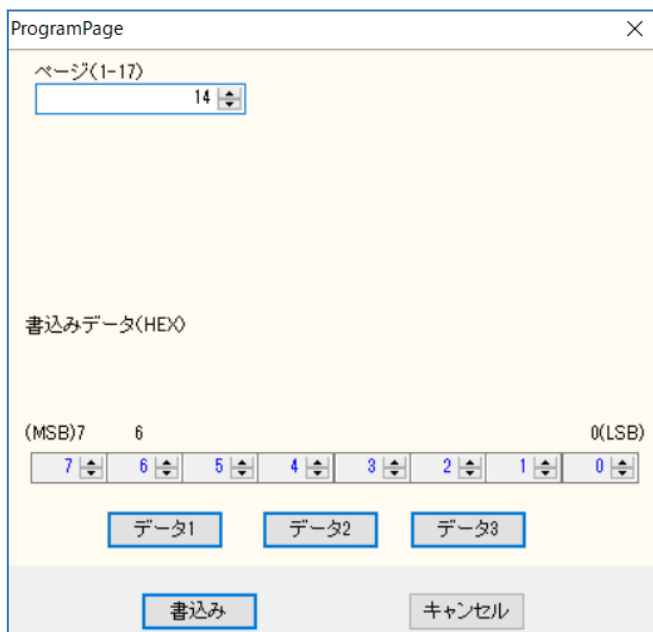 ProgramPage
ページ(1-17)
14
書込みデータ(HEX)
(MSB)7 6 0(LSB)
7 6 5 4 3 2 1 0
データ1 データ2 データ3
書込み キャンセル